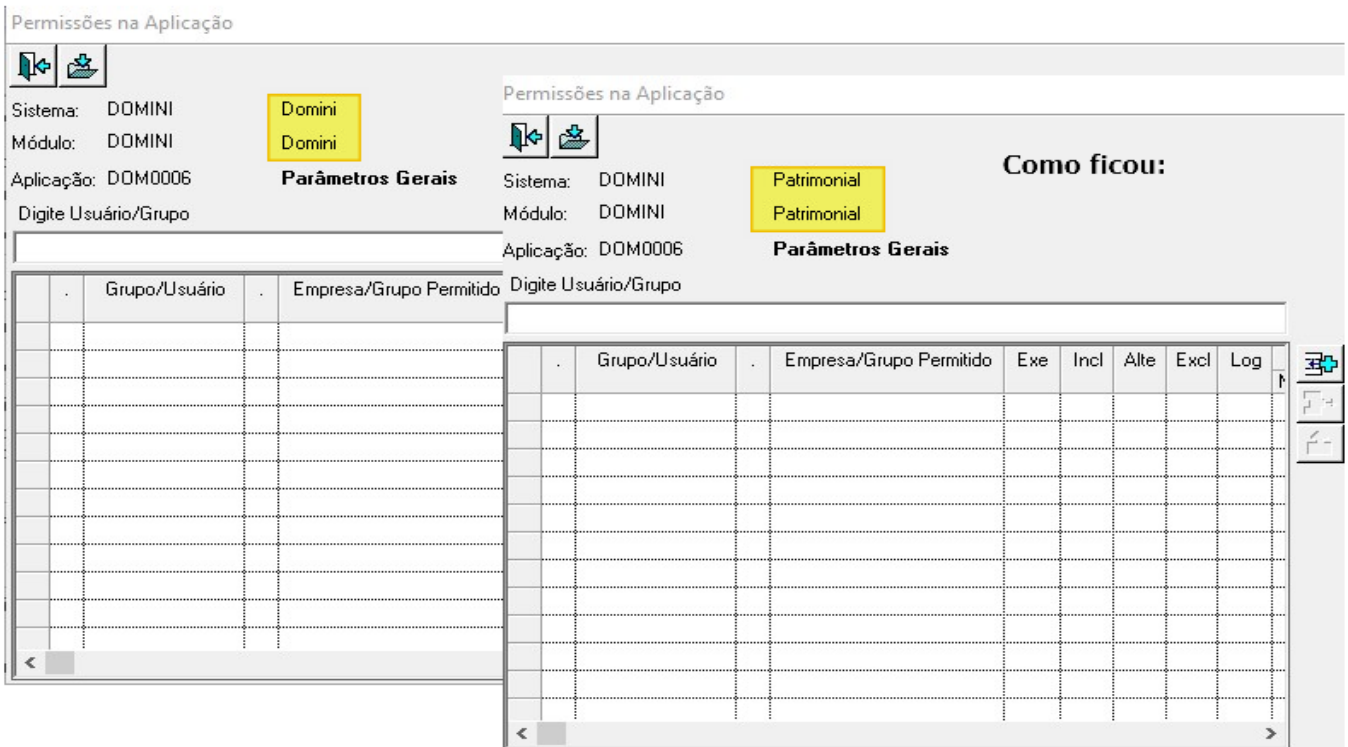 Permissões na Aplicação
Sistema: DOMINI Domini
Módulo: DOMINI Domini
Aplicação: DOM0006 Parâmetros Gerais
Digite Usuário/Grupo
. Grupo/Usuário . Empresa/Grupo Permitido
Permissões na Aplicação
Como ficou:
Sistema: DOMINI Patrimonial
Módulo: DOMINI Patrimonial
Aplicação: DOM0006 Parâmetros Gerais
Digite Usuário/Grupo
. Grupo/Usuário . Empresa/Grupo Permitido Exe Incl Alte Excl Log